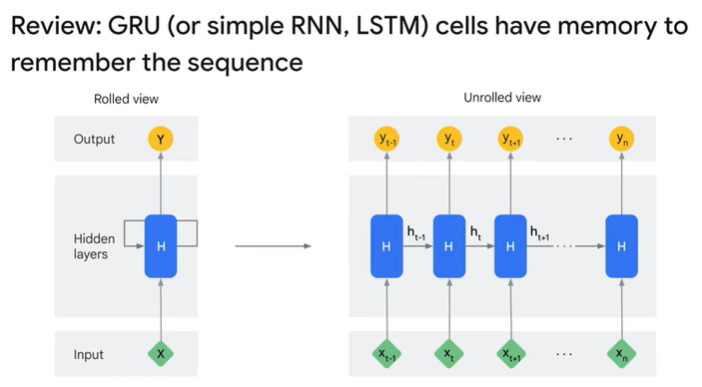 Review: GRU (or simple RNN, LSTM) cells have memory to
remember the sequence
Rolled view
Unrolled view
Output
Y
y_{t-1} y_t y_{t+1} ··· y_n
Hidden
layers
H
h_{t-1} h_t h_{t+1}
H H H ··· H
Input
X
x_{t-1} x_t x_{t+1} ··· x_n